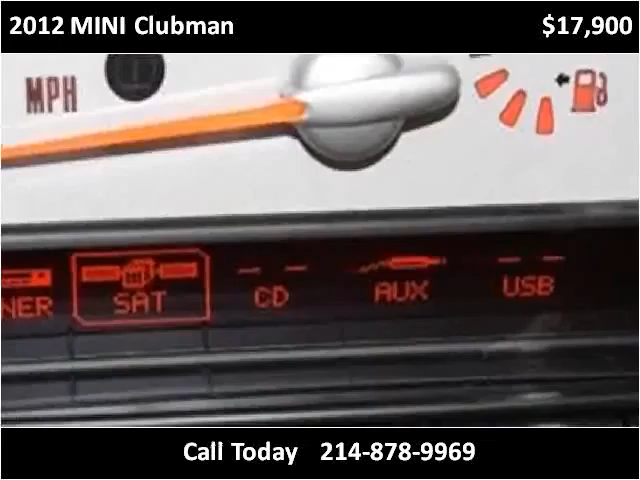 2012 MINI Clubman $17,900
MPH
NER SAT CD AUX USB
Call Today 214-878-9969